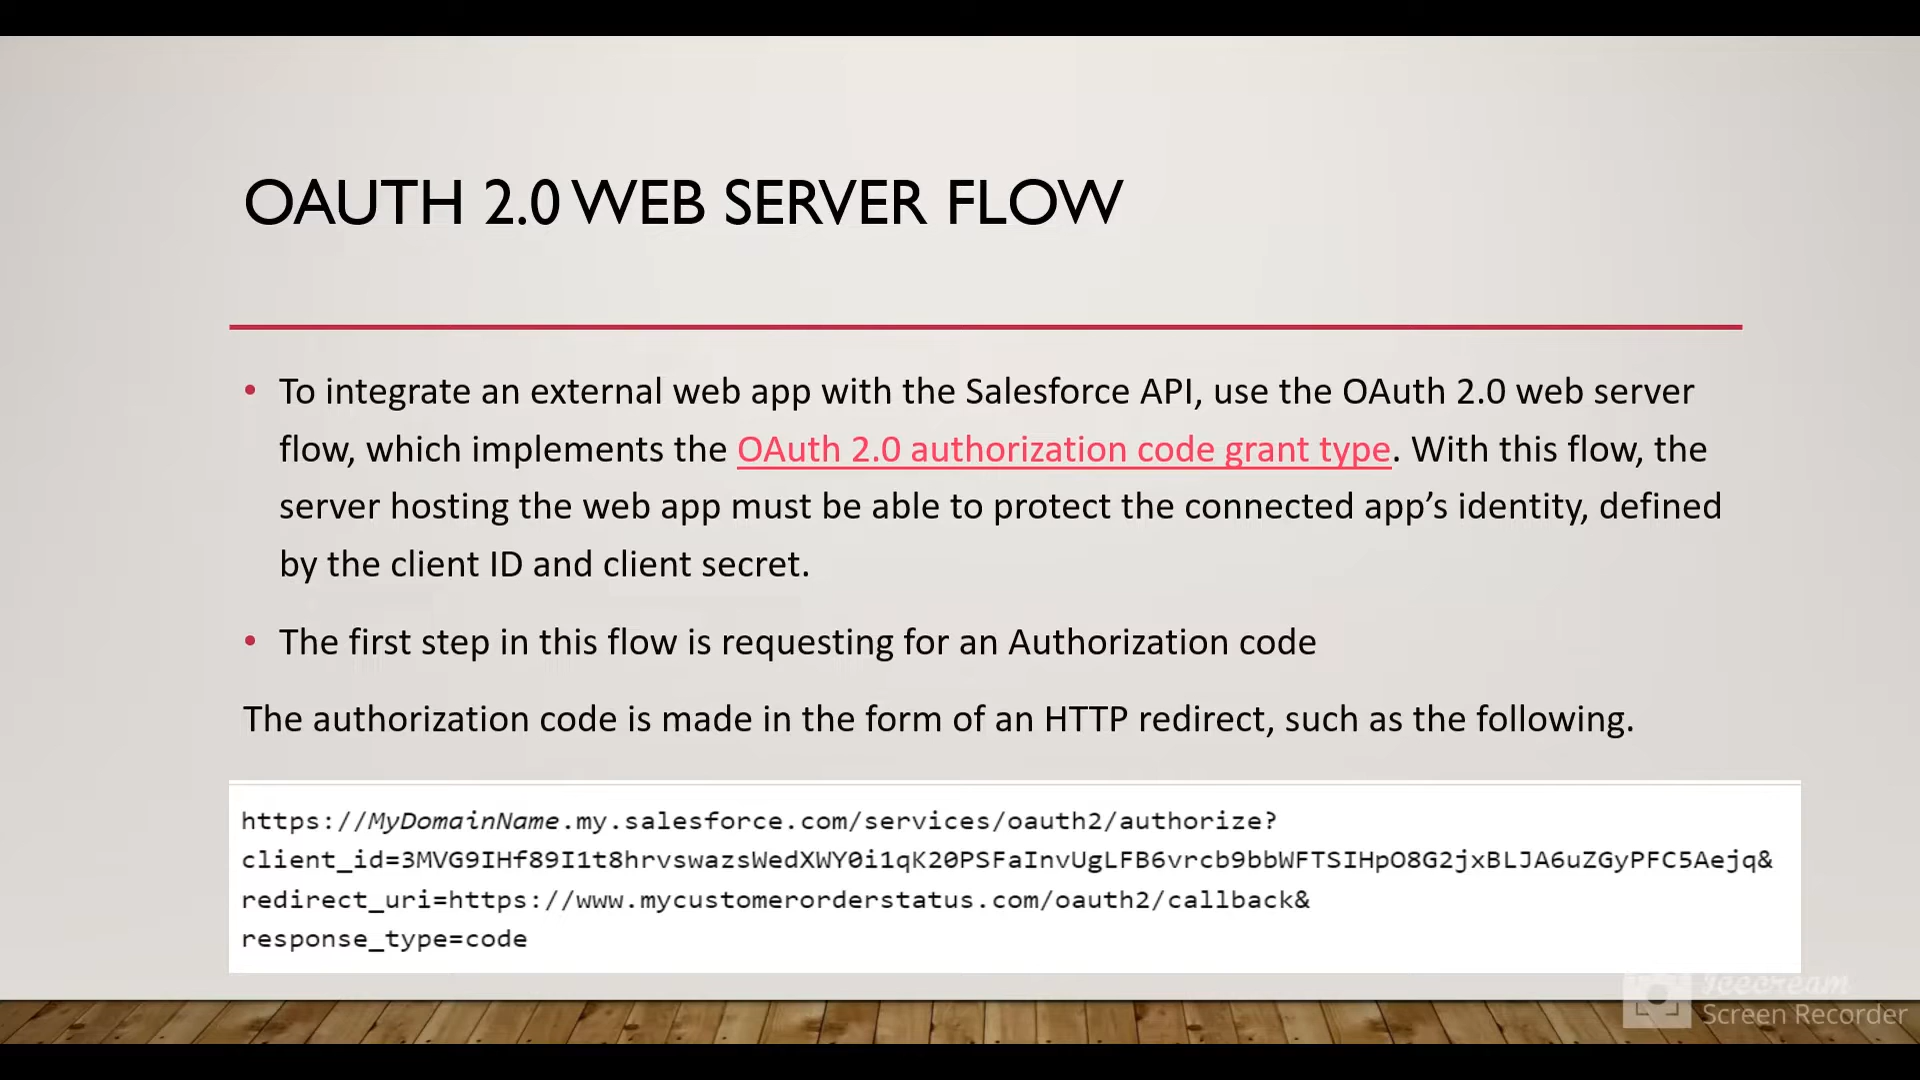 OAUTH 2.0 WEB SERVER FLOW
• To integrate an external web app with the Salesforce API, use the OAuth 2.0 web server
flow, which implements the OAuth 2.0 authorization code grant type. With this flow, the
server hosting the web app must be able to protect the connected app’s identity, defined
by the client ID and client secret.
• The first step in this flow is requesting for an Authorization code
The authorization code is made in the form of an HTTP redirect, such as the following.
https://MyDomainName.my.salesforce.com/services/oauth2/authorize?
client_id=3MVG9IHf89I1t8hrvswazsWedXWY0i1qK20PSFaInvUgLFB6vrcb9bbWFTSIHpO8G2jxBLJA6uZGyPFC5Aejq&
redirect_uri=https://www.mycustomerorderstatus.com/oauth2/callback&
response_type=code
Icecream
Screen Recorder